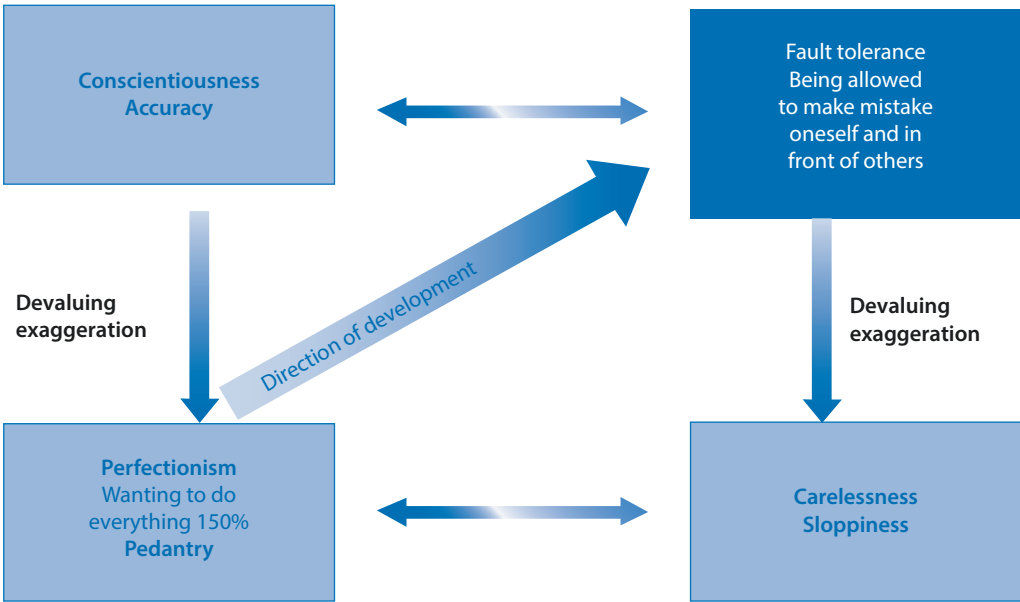 Conscientiousness
Accuracy
Fault tolerance
Being allowed
to make mistake
oneself and in
front of others
Devaluing
exaggeration
Direction of development
Devaluing
exaggeration
Perfectionism
Wanting to do
everything 150%
Pedantry
Carelessness
Sloppiness